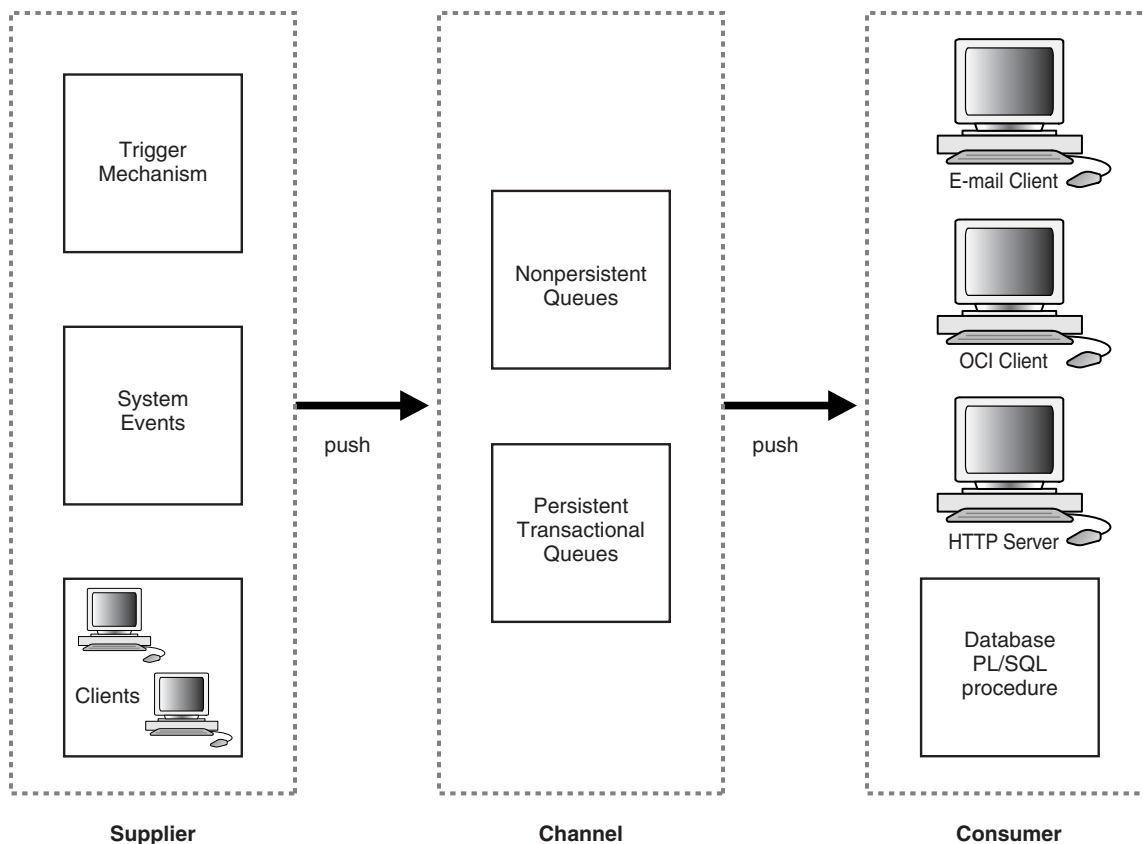 Trigger
Mechanism
System
Events
Clients
Supplier
push
Nonpersistent
Queues
Persistent
Transactional
Queues
Channel
push
E-mail Client
OCI Client
HTTP Server
Database
PL/SQL
procedure
Consumer